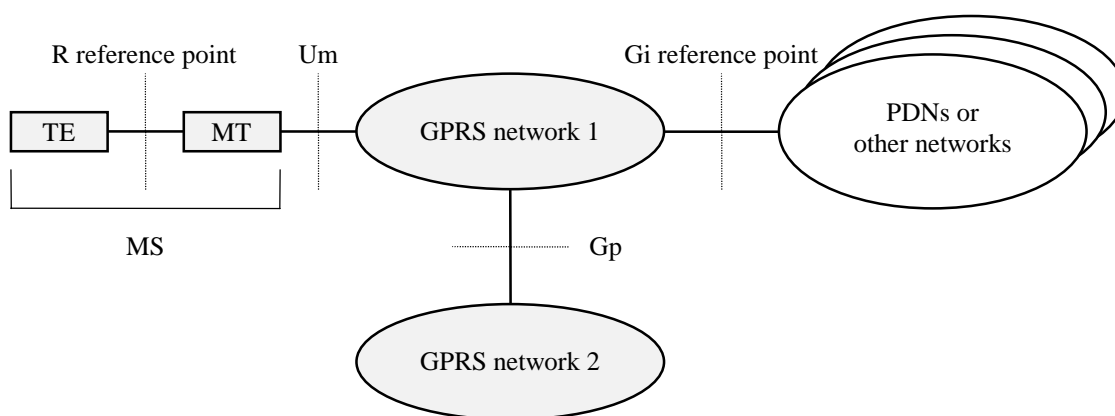 R reference point
Um
Gi reference point
TE
MT
GPRS network 1
PDNs or
other networks
MS
Gp
GPRS network 2